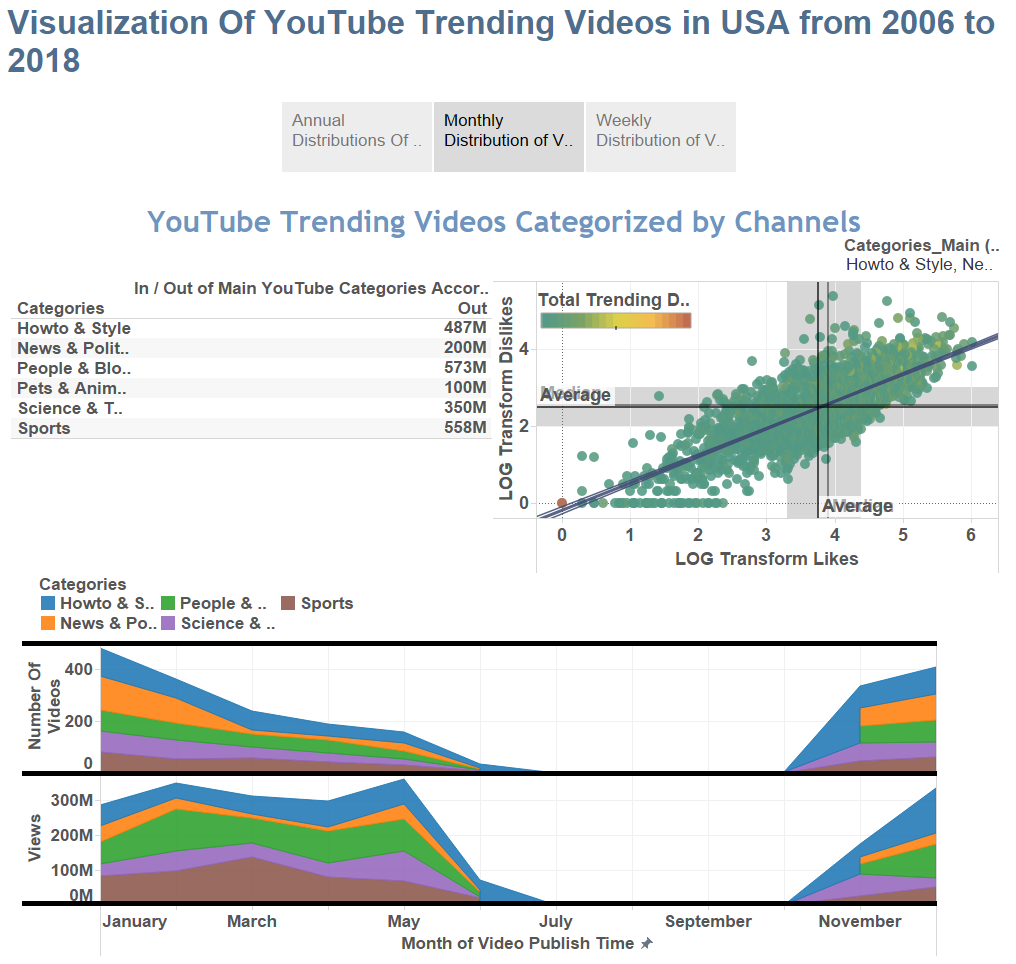 Visualization Of YouTube Trending Videos in USA from 2006 to
2018
Annual
Distributions Of ..
Monthly
Distribution of V..
Weekly
Distribution of V..
YouTube Trending Videos Categorized by Channels
Categories_Main (..
Howto & Style, Ne..
In / Out of Main YouTube Categories Accor..
Categories Out
Howto & Style 487M
News & Polit.. 200M
People & Blo.. 573M
Pets & Anim.. 100M
Science & T.. 350M
Sports 558M
Total Trending D..
LOG Transform Dislikes
4
2
0
Median
Average
Median
Average
0 1 2 3 4 5 6
LOG Transform Likes
Categories
Howto & S.. People & .. Sports
News & Po.. Science & ..
Number Of
Videos
400
200
0
Views
300M
200M
100M
0M
January March May July September November
Month of Video Publish Time